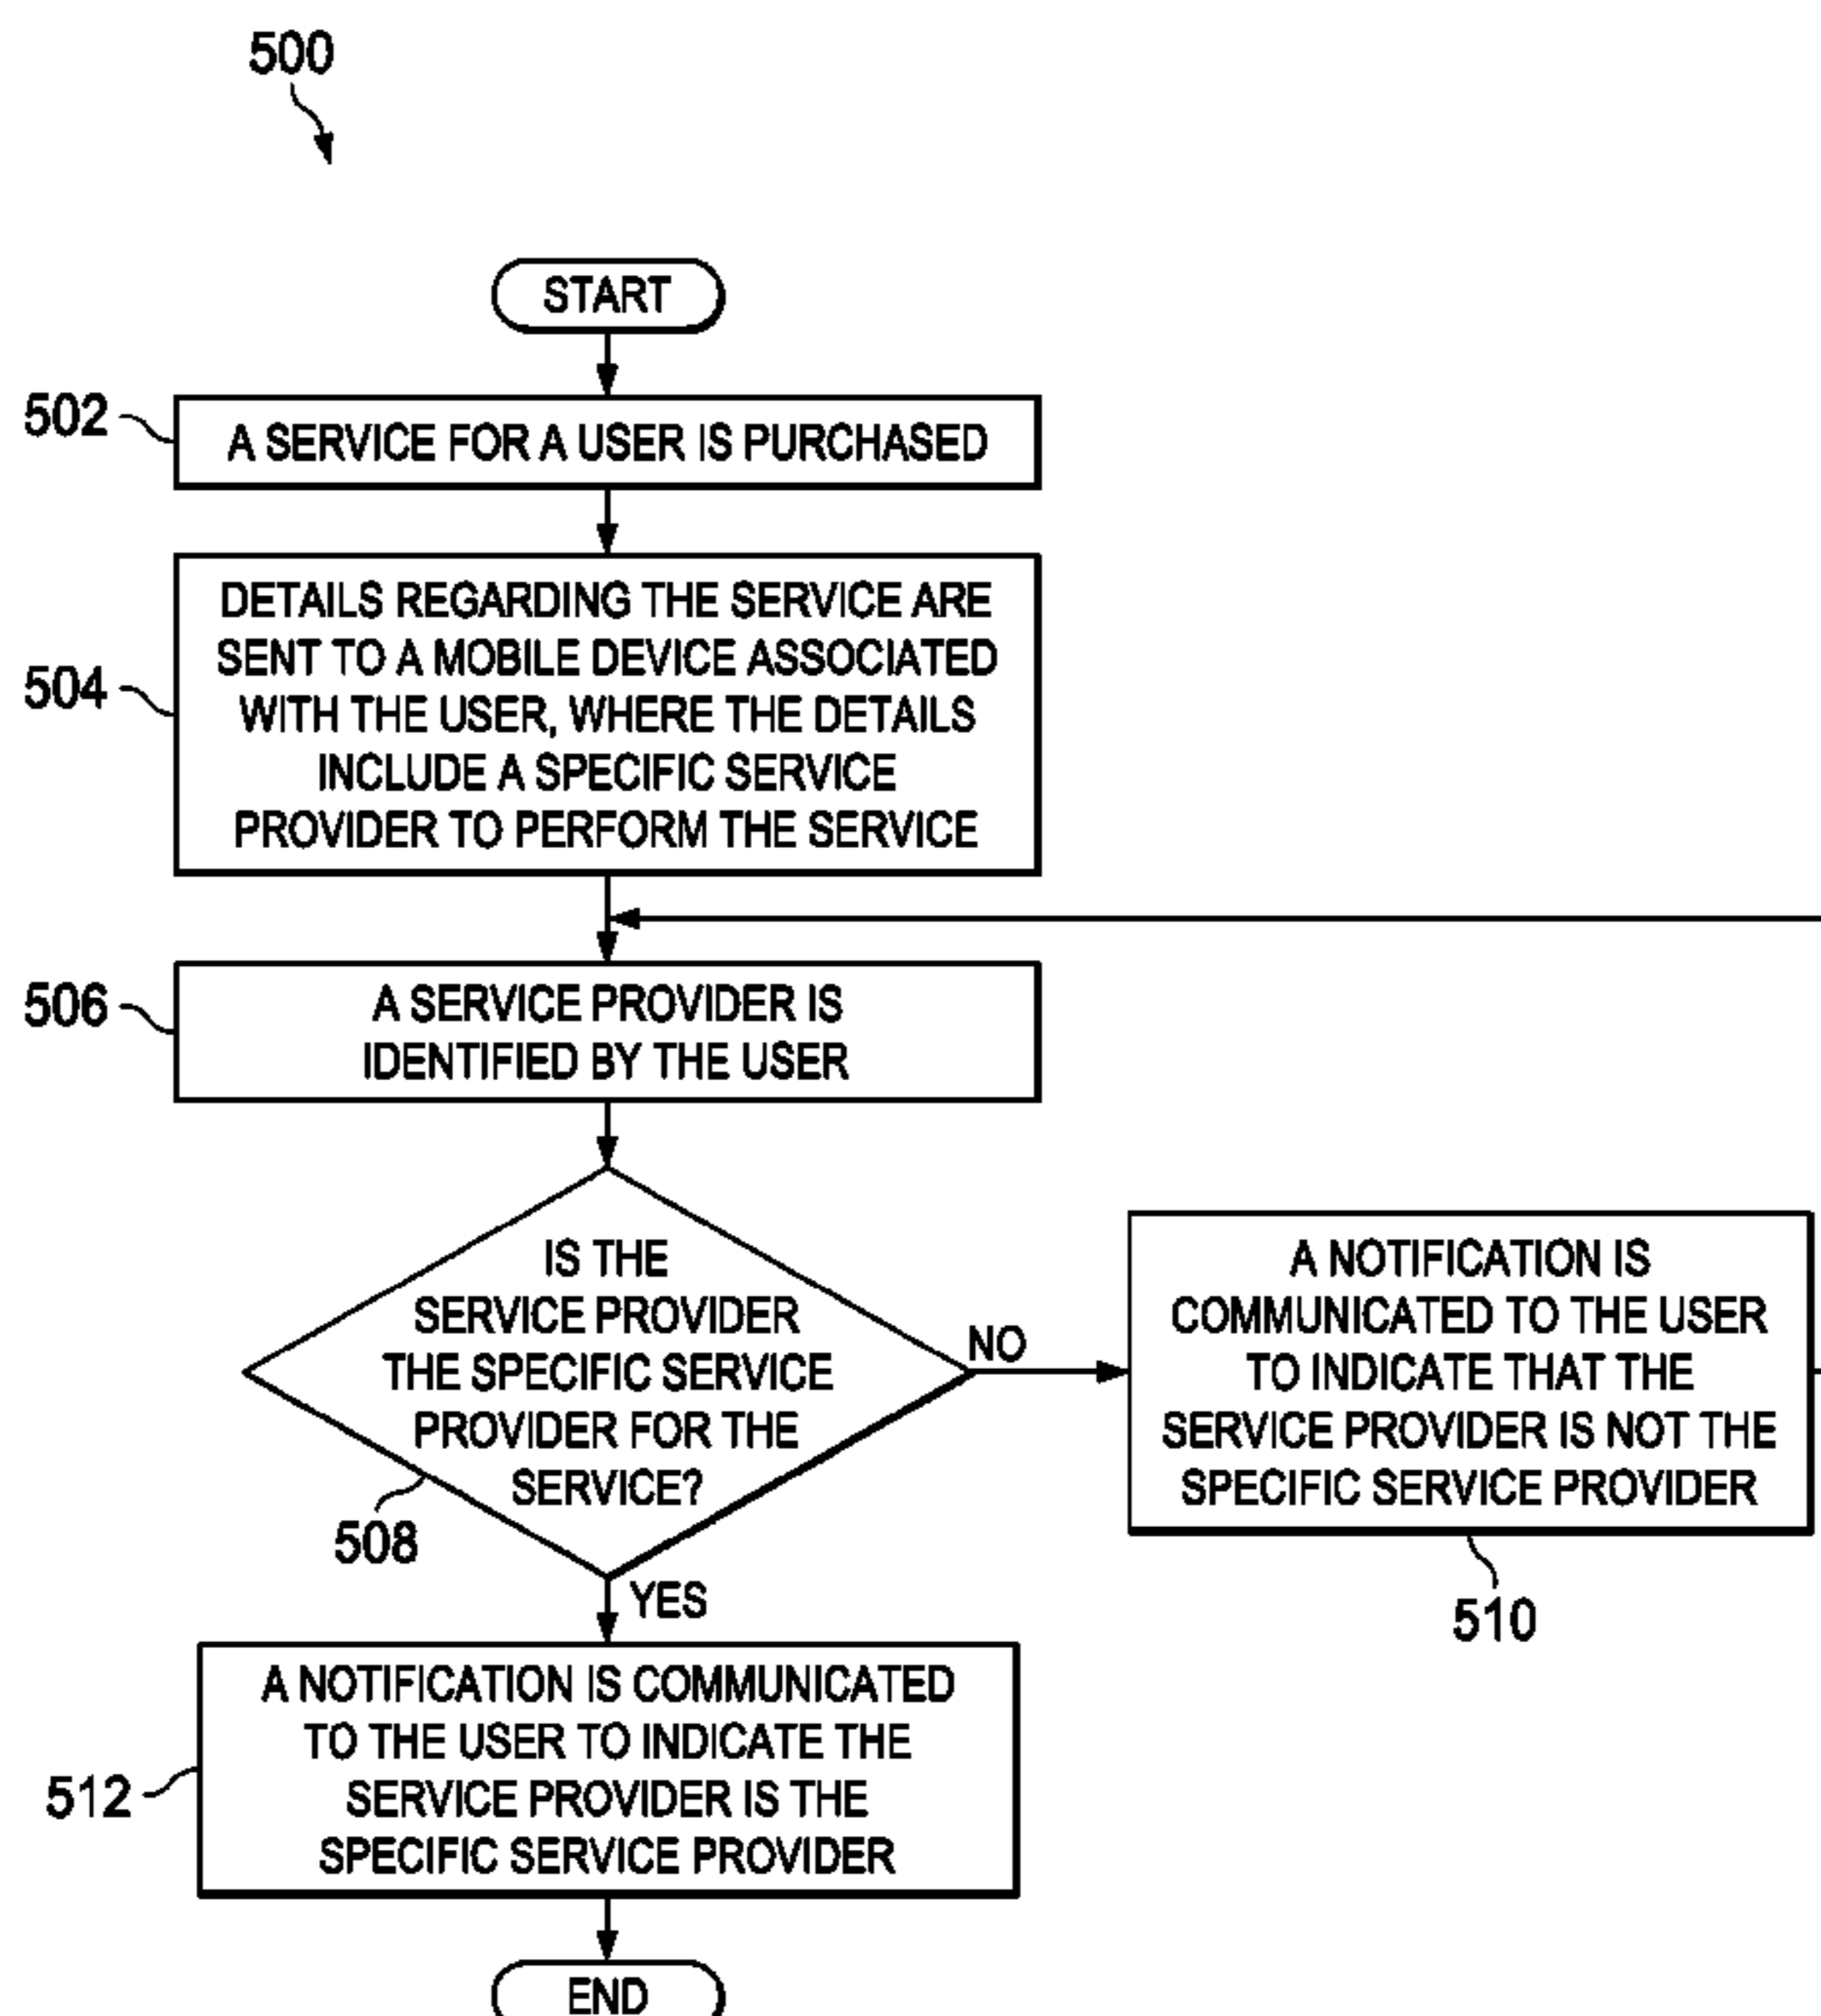 500
START
502
A SERVICE FOR A USER IS PURCHASED
504
DETAILS REGARDING THE SERVICE ARE
SENT TO A MOBILE DEVICE ASSOCIATED
WITH THE USER, WHERE THE DETAILS
INCLUDE A SPECIFIC SERVICE
PROVIDER TO PERFORM THE SERVICE
506
A SERVICE PROVIDER IS
IDENTIFIED BY THE USER
IS THE
SERVICE PROVIDER
THE SPECIFIC SERVICE
PROVIDER FOR THE
SERVICE?
508
NO
A NOTIFICATION IS
COMMUNICATED TO THE USER
TO INDICATE THAT THE
SERVICE PROVIDER IS NOT THE
SPECIFIC SERVICE PROVIDER
510
YES
512
A NOTIFICATION IS COMMUNICATED
TO THE USER TO INDICATE THE
SERVICE PROVIDER IS THE
SPECIFIC SERVICE PROVIDER
END